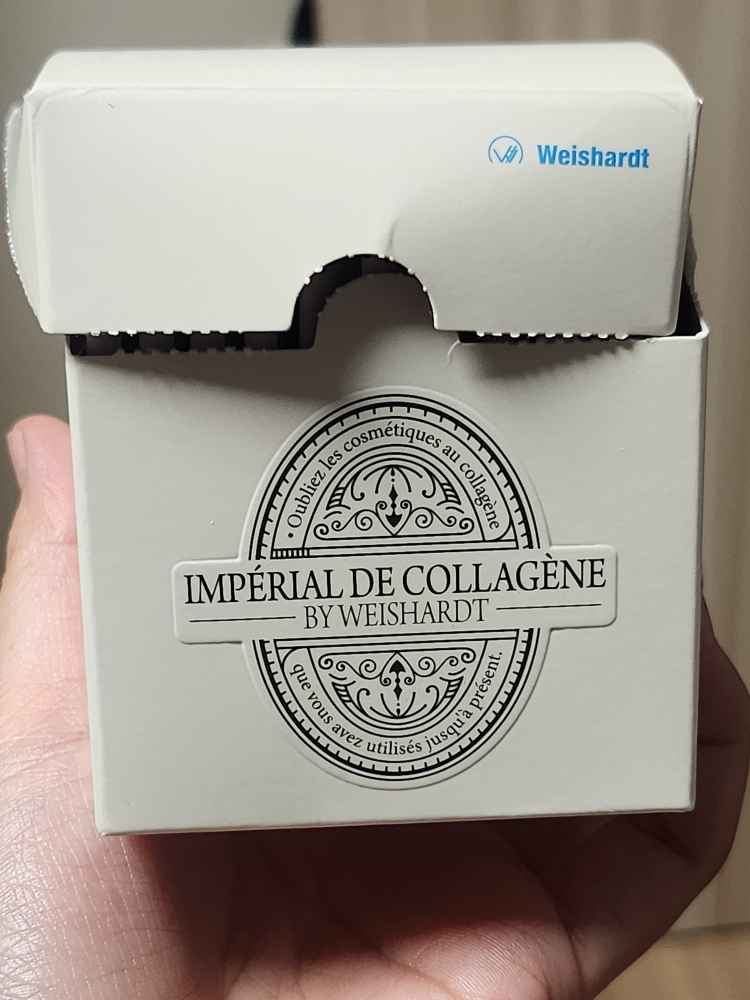 Weishardt
• Oubliez les cosmétiques au collagène
IMPÉRIAL DE COLLAGÈNE
BY WEISHARDT
que vous avez utilisés jusqu'à présent.